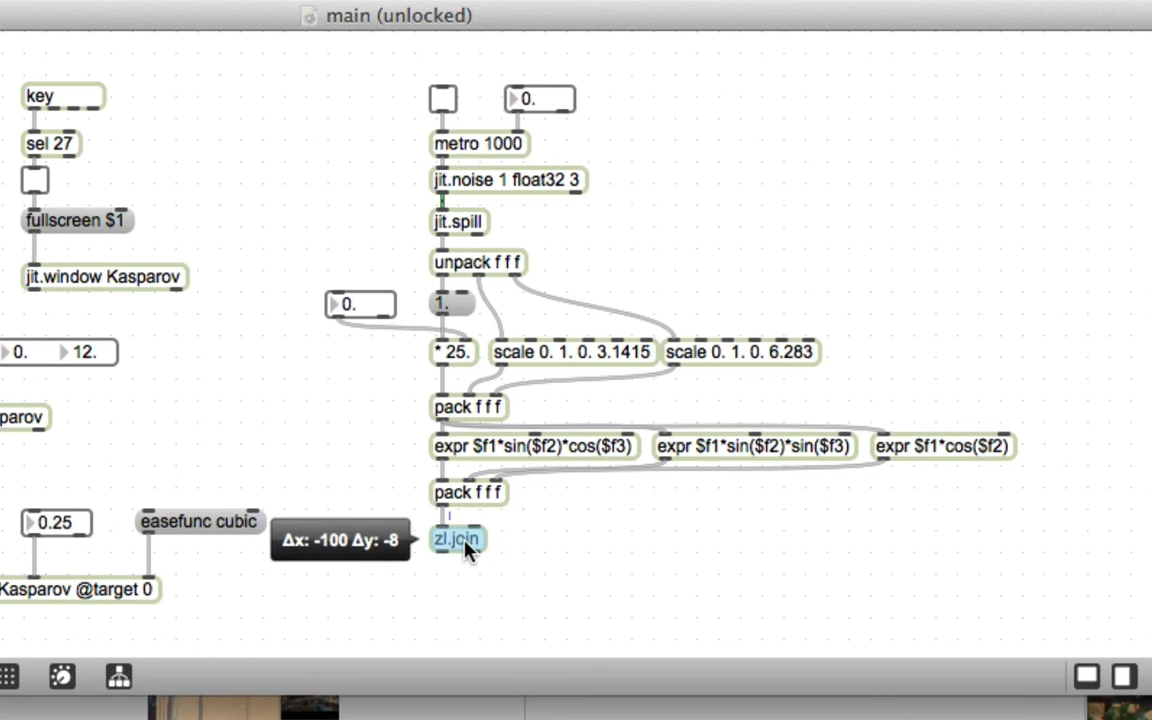 main (unlocked)
key
0.
sel 27
metro 1000
jit.noise 1 float32 3
fullscreen $1
jit.spill
unpack f f f
jit.window Kasparov
0.
1.
0.
12.
* 25.
scale 0. 1. 0. 3.1415
scale 0. 1. 0. 6.283
pack f f f
parov
expr $f1*sin($f2)*cos($f3)
expr $f1*sin($f2)*sin($f3)
expr $f1*cos($f2)
pack f f f
0.25
easefunc cubic
Δx: -100 Δy: -8
zl.join
Kasparov @target 0